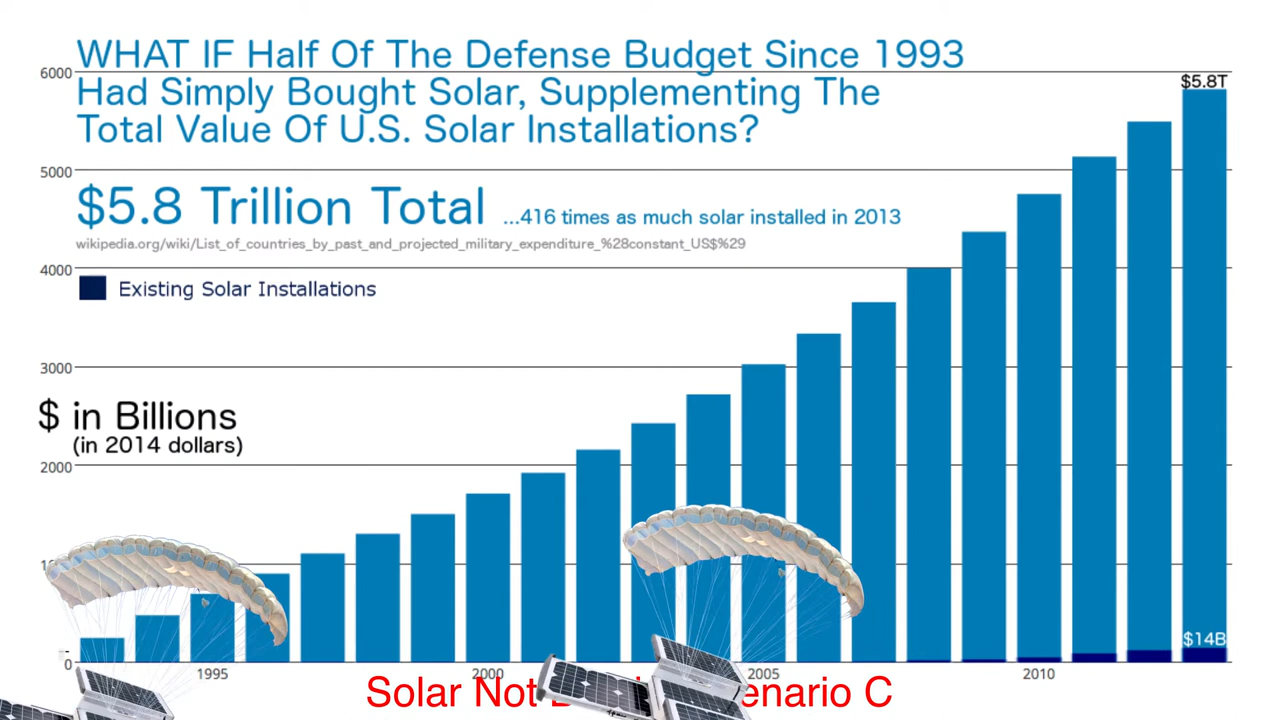 WHAT IF Half Of The Defense Budget Since 1993
Had Simply Bought Solar, Supplementing The
Total Value Of U.S. Solar Installations?
$5.8 Trillion Total ...416 times as much solar installed in 2013
wikipedia.org/wiki/List_of_countries_by_past_and_projected_military_expenditure_%28constant_US$%29
Existing Solar Installations
$ in Billions
(in 2014 dollars)
6000
5000
4000
3000
2000
0
$5.8T
$14B
1995
2000
2005
2010
Solar Not C